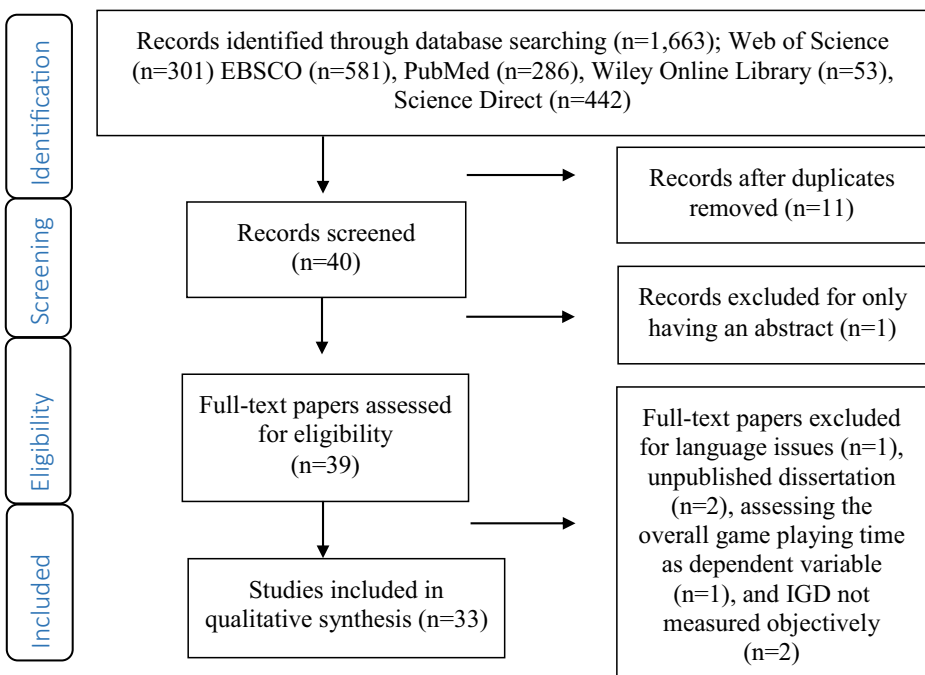 Identification
Records identified through database searching (n=1,663); Web of Science
(n=301) EBSCO (n=581), PubMed (n=286), Wiley Online Library (n=53),
Science Direct (n=442)
Records after duplicates
removed (n=11)
Screening
Records screened
(n=40)
Records excluded for only
having an abstract (n=1)
Eligibility
Full-text papers assessed
for eligibility
(n=39)
Full-text papers excluded
for language issues (n=1),
unpublished dissertation
(n=2), assessing the
overall game playing time
as dependent variable
(n=1), and IGD not
measured objectively
(n=2)
Included
Studies included in
qualitative synthesis (n=33)